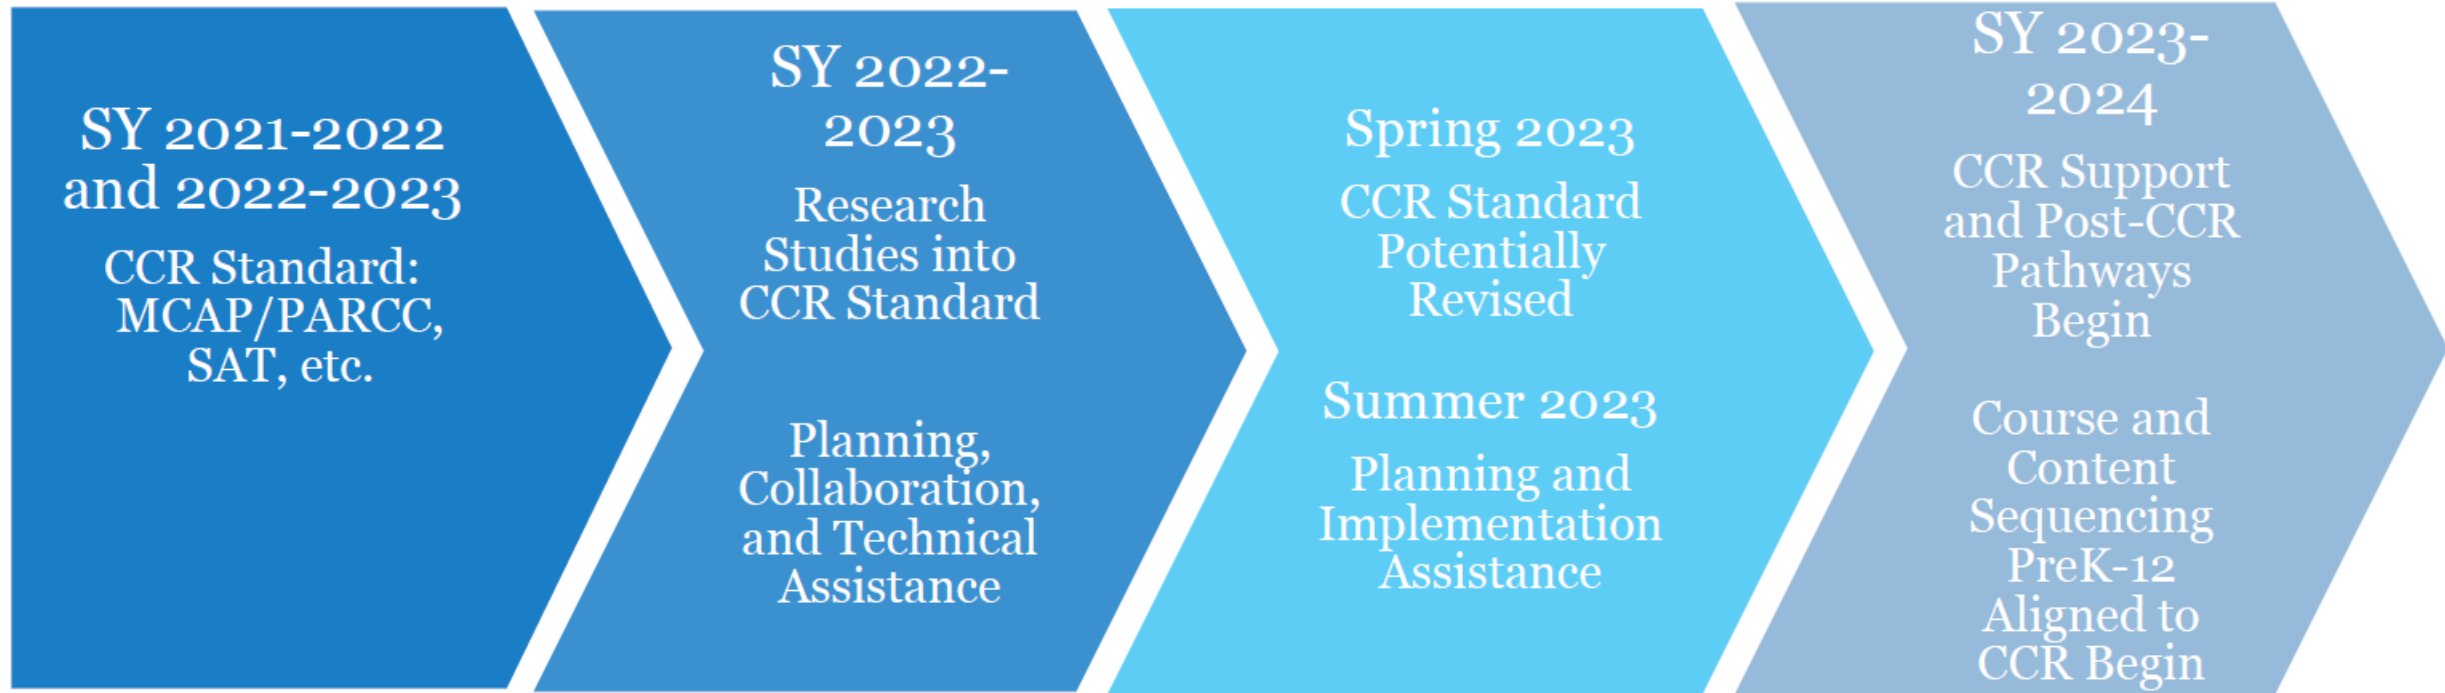 SY 2021-2022
and 2022-2023
CCR Standard:
MCAP/PARCC,
SAT, etc.
SY 2022-
2023
Research
Studies into
CCR Standard
Planning,
Collaboration,
and Technical
Assistance
Spring 2023
CCR Standard
Potentially
Revised
Summer 2023
Planning and
Implementation
Assistance
SY 2023-
2024
CCR Support
and Post-CCR
Pathways
Begin
Course and
Content
Sequencing
PreK-12
Aligned to
CCR Begin